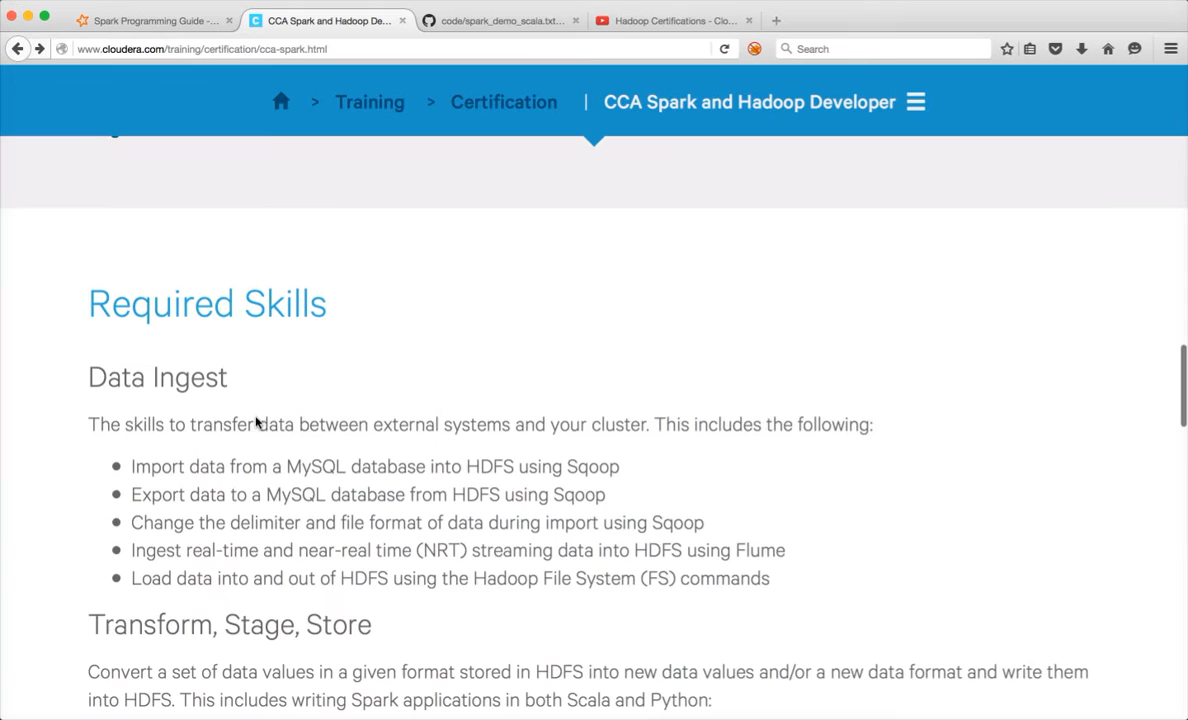 Spark Programming Guide -...
CCA Spark and Hadoop De...
code/spark_demo_scala.txt...
Hadoop Certifications - Clo...
www.cloudera.com/training/certification/cca-spark.html
Search
> Training > Certification | CCA Spark and Hadoop Developer
Required Skills
Data Ingest
The skills to transfer data between external systems and your cluster. This includes the following:
Import data from a MySQL database into HDFS using Sqoop
Export data to a MySQL database from HDFS using Sqoop
Change the delimiter and file format of data during import using Sqoop
Ingest real-time and near-real time (NRT) streaming data into HDFS using Flume
Load data into and out of HDFS using the Hadoop File System (FS) commands
Transform, Stage, Store
Convert a set of data values in a given format stored in HDFS into new data values and/or a new data format and write them
into HDFS. This includes writing Spark applications in both Scala and Python: